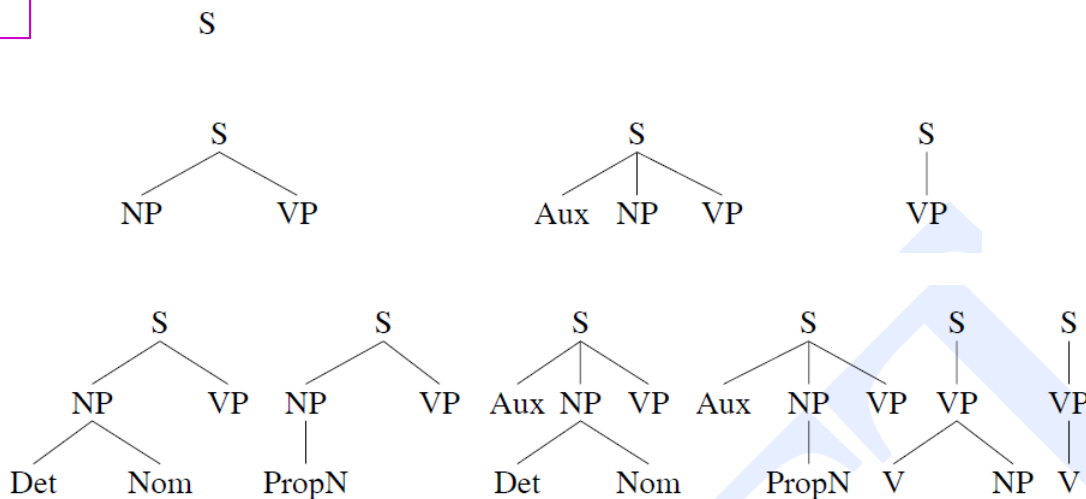 S
S S S
NP VP Aux NP VP VP
S S S S S S
NP VP NP VP Aux NP VP Aux NP VP VP VP
Det Nom PropN Det Nom PropN V NP V